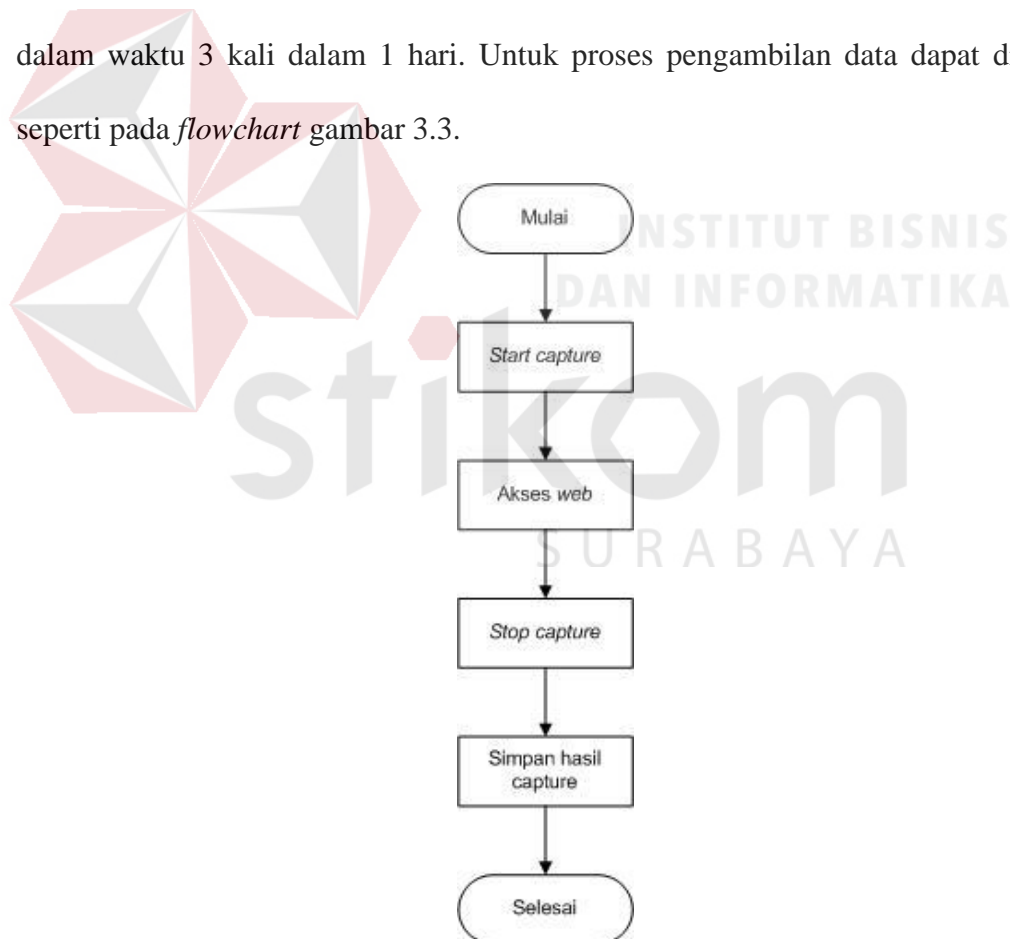 dalam waktu 3 kali dalam 1 hari. Untuk proses pengambilan data dapat
seperti pada flowchart gambar 3.3.
Mulai
INSTITUT BISNIS
DAN INFORMATIKA
Start capture
stikom
Akses web
SURABAYA
Stop capture
Simpan hasil
capture
Selesai